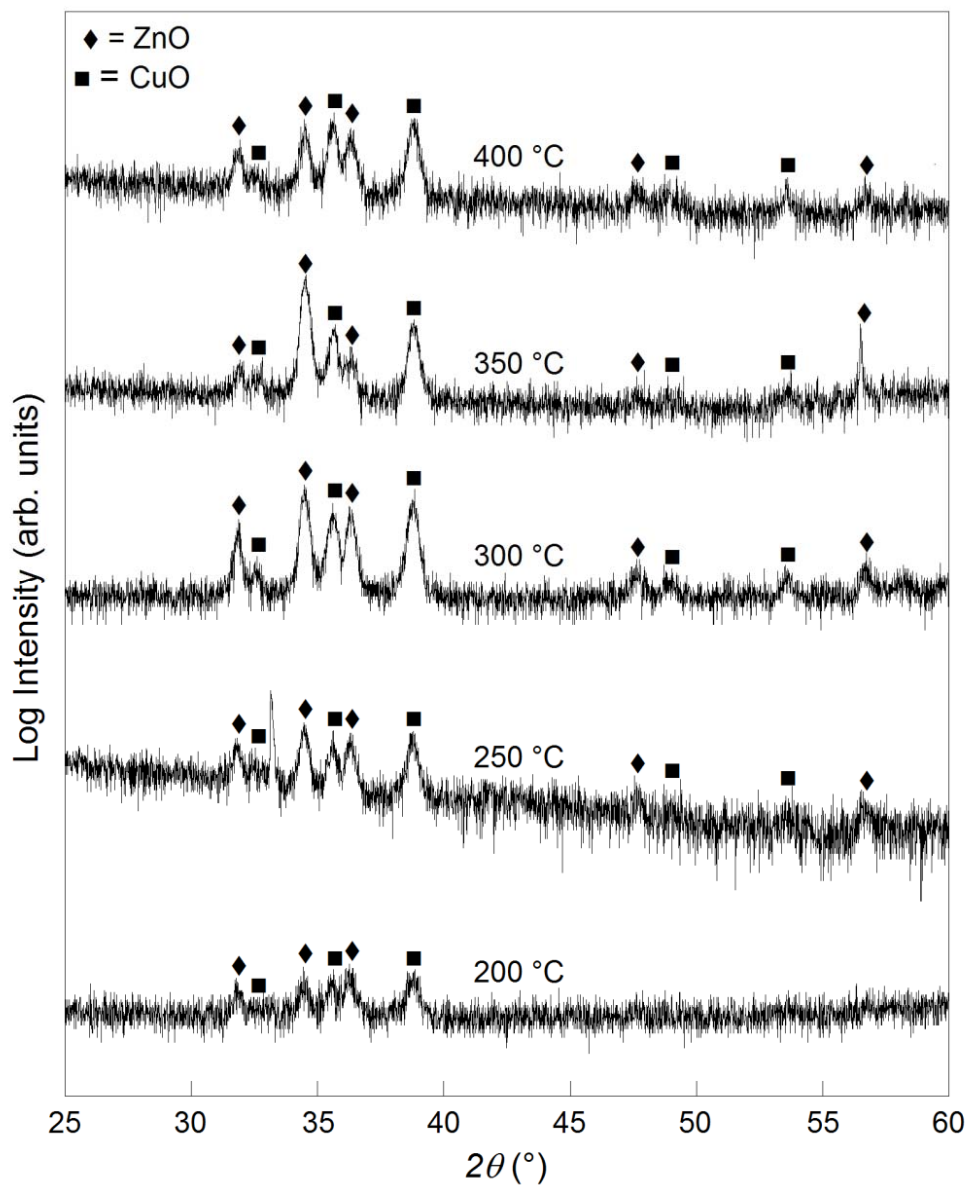 ♦ = ZnO
■ = CuO
400 °C
350 °C
300 °C
250 °C
200 °C
Log Intensity (arb. units)
25 30 35 40 45 50 55 60
2θ (°)